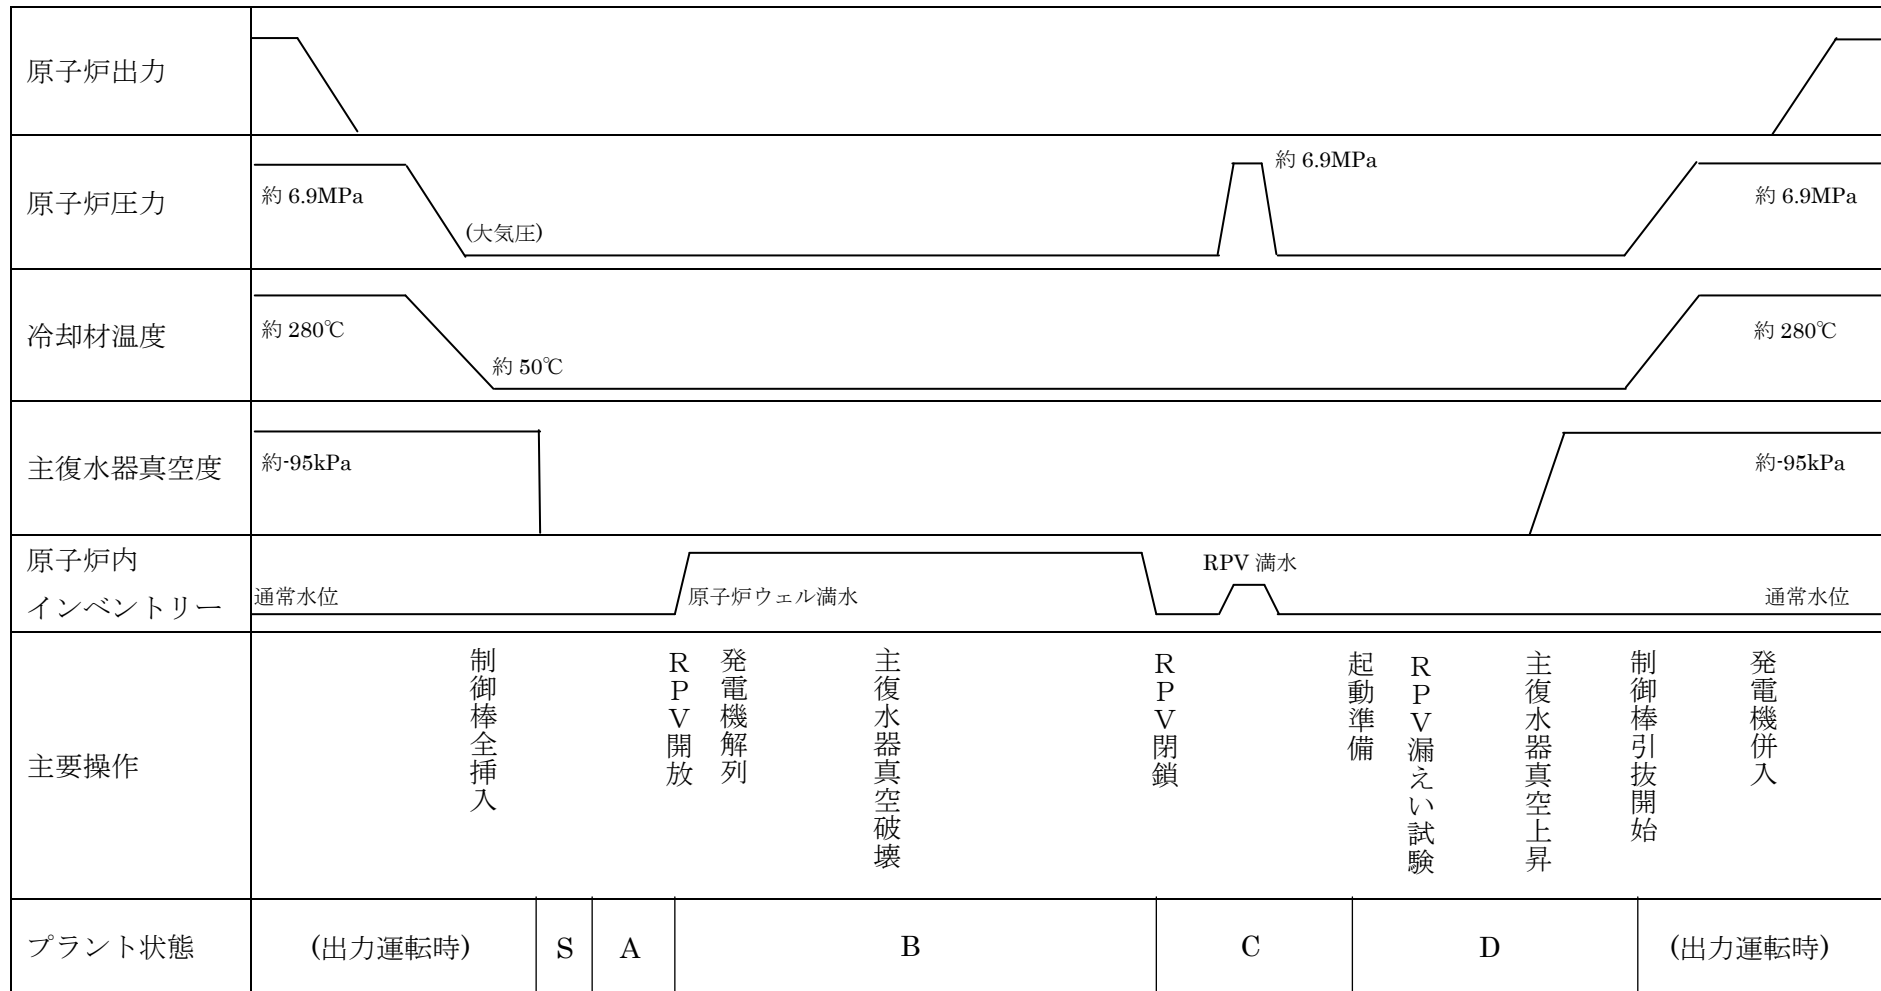 原子炉出力
原子炉圧力
約 6.9MPa
(大気圧)
約 6.9MPa
約 6.9MPa
冷却材温度
約 280℃
約 50℃
約 280℃
主復水器真空度
約-95kPa
約-95kPa
原子炉内
インベントリー
通常水位
原子炉ウェル満水
RPV 満水
通常水位
主要操作
制御棒全挿入
ＲＰＶ開放
発電機解列
主復水器真空破壊
ＲＰＶ閉鎖
起動準備
ＲＰＶ漏えい試験
主復水器真空上昇
制御棒引抜開始
発電機併入
プラント状態
(出力運転時)
S
A
B
C
D
(出力運転時)